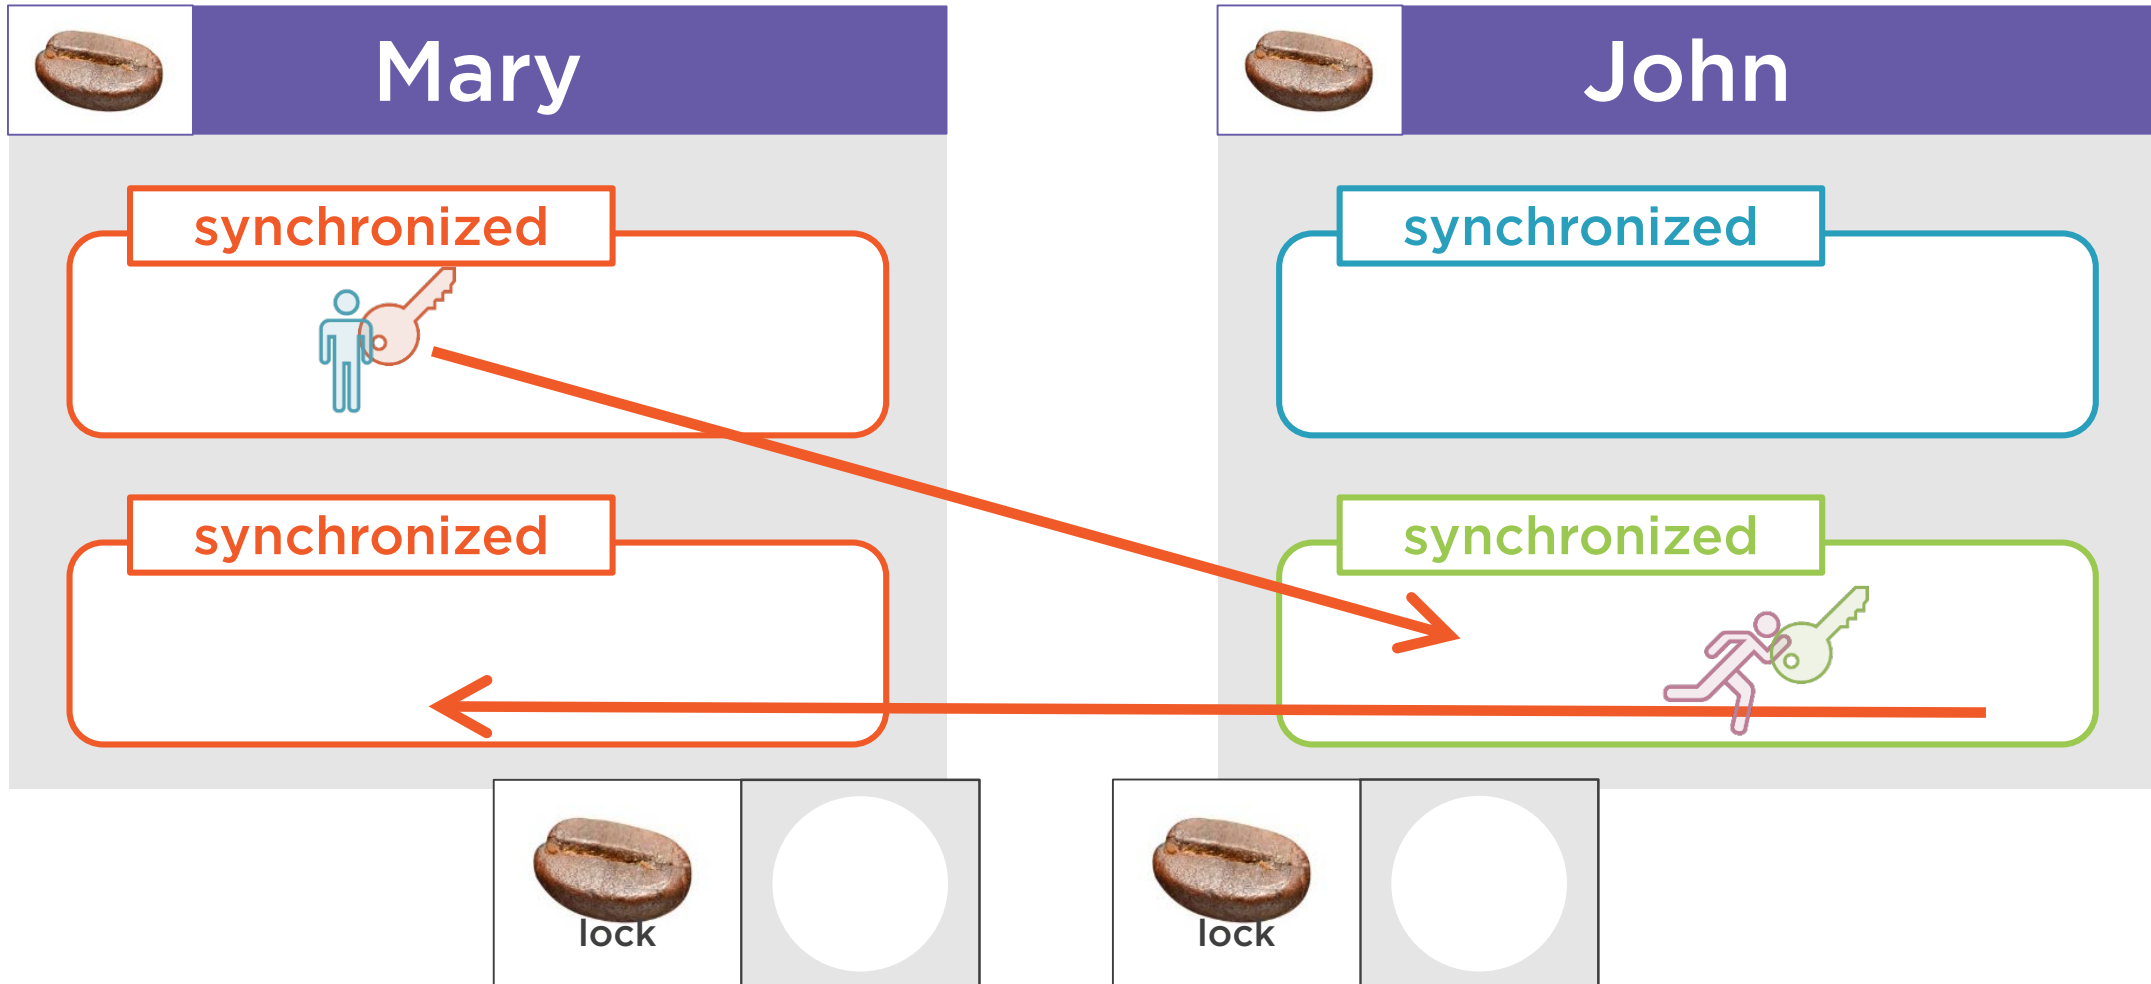 Mary
John
synchronized
synchronized
synchronized
synchronized
lock
lock